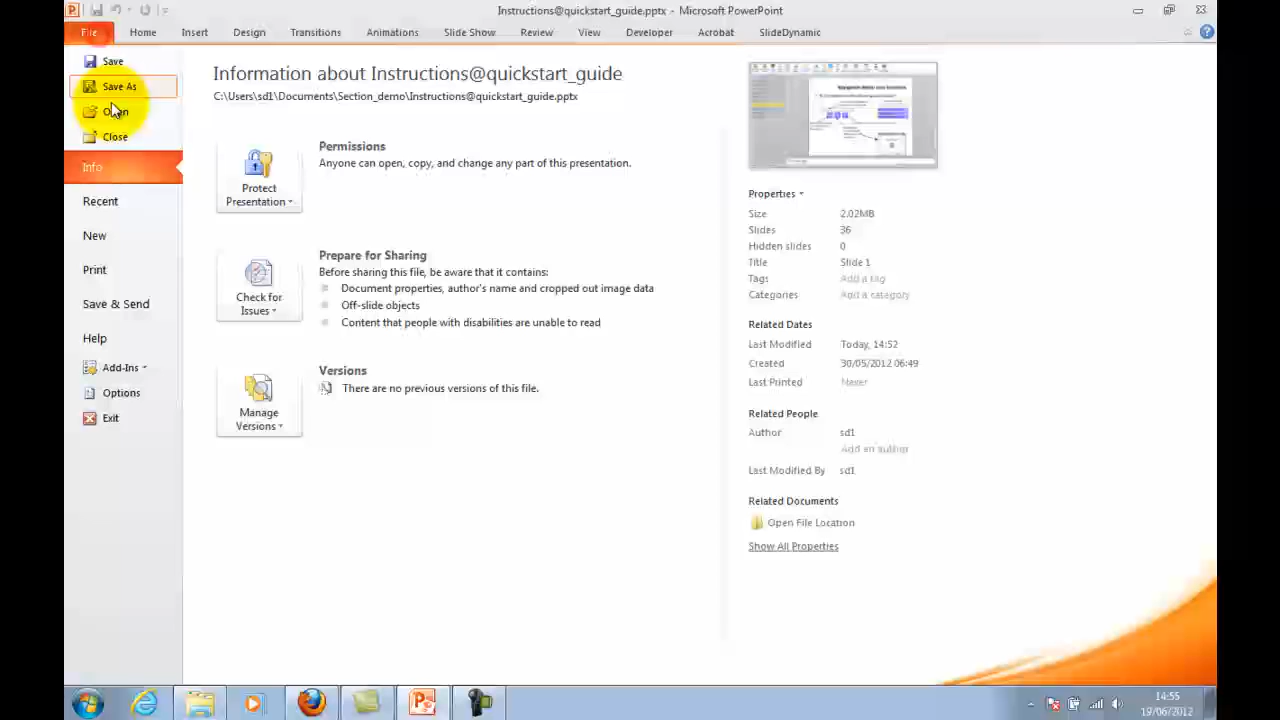 Instructions@quickstart_guide.pptx - Microsoft PowerPoint
File Home Insert Design Transitions Animations Slide Show Review View Developer Acrobat SlideDynamic
Save
Save As
Open
Close
Info
Recent
New
Print
Save & Send
Help
Add-Ins
Options
Exit
Information about Instructions@quickstart_guide
C:\Users\sd1\Documents\Section_demo\Instructions@quickstart_guide.pptx
Protect
Presentation
Permissions
Anyone can open, copy, and change any part of this presentation.
Check for
Issues
Prepare for Sharing
Before sharing this file, be aware that it contains:
Document properties, author's name and cropped out image data
Off-slide objects
Content that people with disabilities are unable to read
Manage
Versions
Versions
There are no previous versions of this file.
Properties
Size 2.02MB
Slides 36
Hidden slides 0
Title Slide 1
Tags Add a tag
Categories Add a category
Related Dates
Last Modified Today, 14:52
Created 30/05/2012 06:49
Last Printed Never
Related People
Author sd1
Add an author
Last Modified By sd1
Related Documents
Open File Location
Show All Properties
14:55
19/06/2012